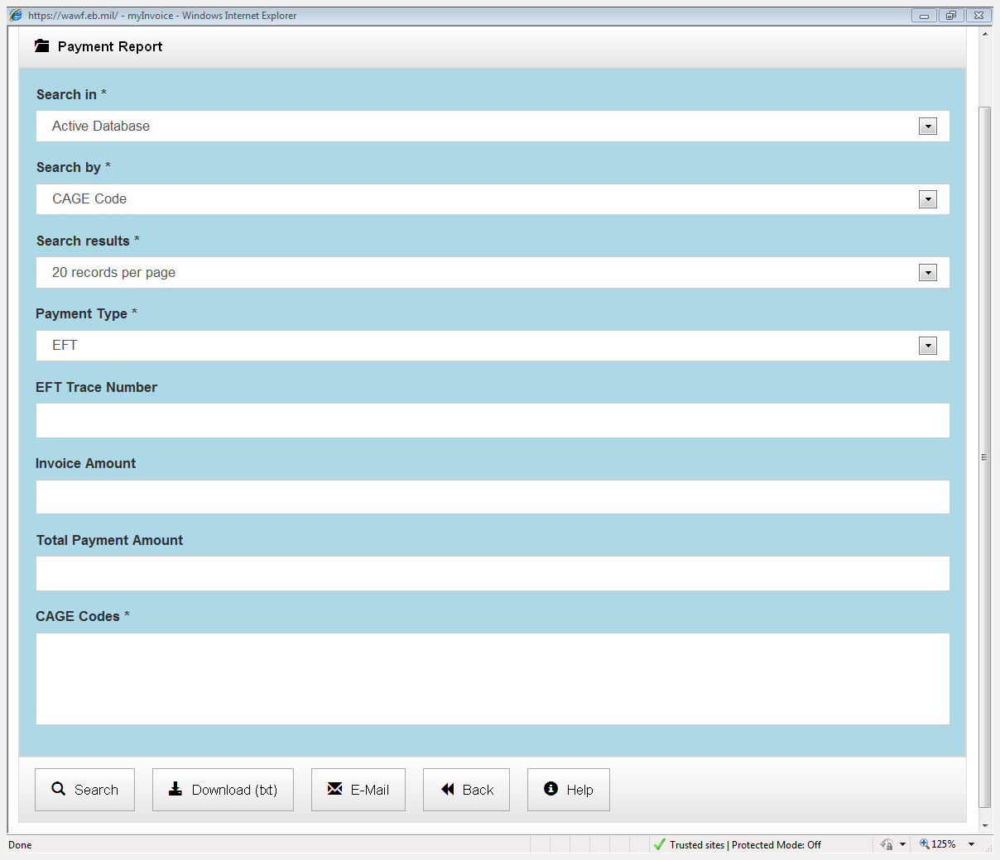 https://wawf.eb.mil/ - myInvoice - Windows Internet Explorer
Payment Report
Search in *
Active Database
Search by *
CAGE Code
Search results *
20 records per page
Payment Type *
EFT
EFT Trace Number
Invoice Amount
Total Payment Amount
CAGE Codes *
Search Download (txt) E-Mail Back Help
Done Trusted sites | Protected Mode: Off 125%